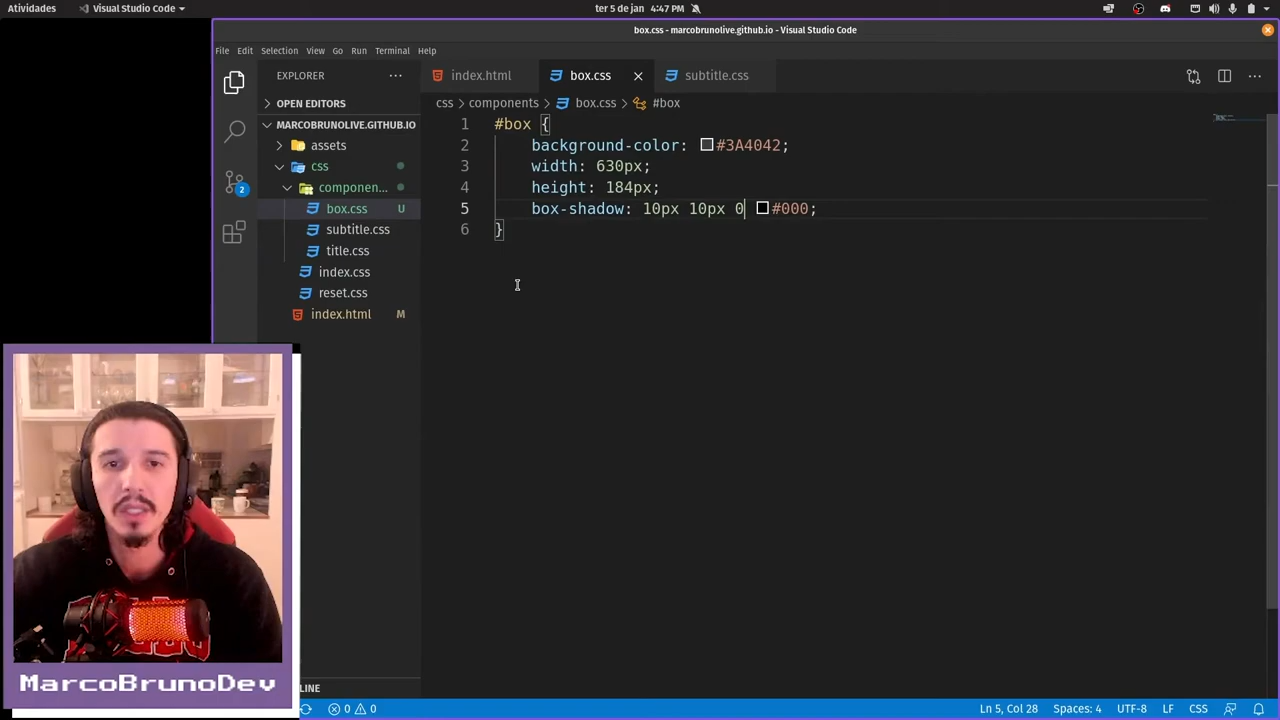 Atividades
Visual Studio Code
ter 5 de jan 4:47 PM
box.css - marcobrunolive.github.io - Visual Studio Code
File Edit Selection View Go Run Terminal Help
EXPLORER
index.html
box.css
subtitle.css
OPEN EDITORS
css > components > box.css > #box
MARCOBRUNOLIVE.GITHUB.IO
assets
css
componen...
box.css U
subtitle.css
title.css
index.css
reset.css
index.html M
2
1 #box {
2 background-color: #3A4042;
3 width: 630px;
4 height: 184px;
5 box-shadow: 10px 10px 0 #000;
6 }
MarcoBrunoDev
LINE
0 0
Ln 5, Col 28 Spaces: 4 UTF-8 LF CSS